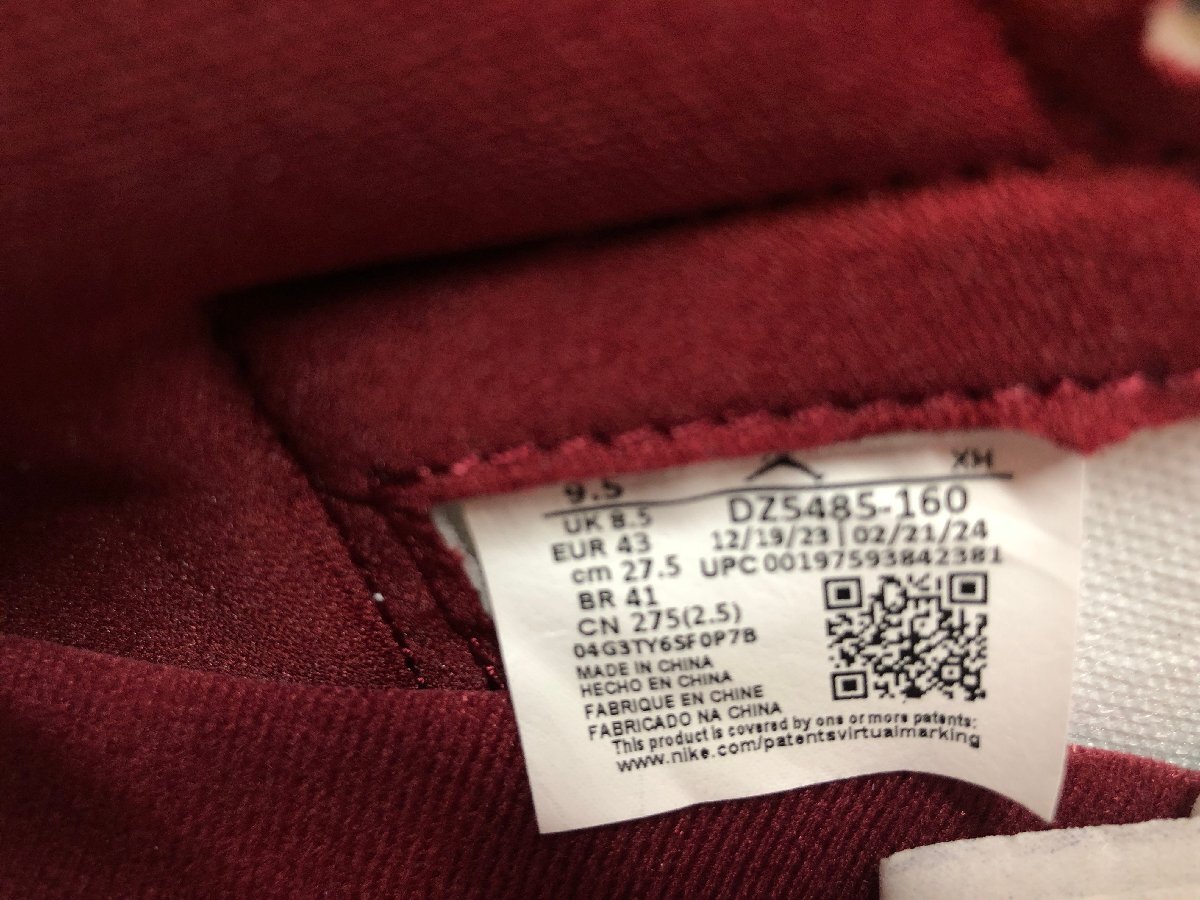 9.5 XH
UK 8.5 DZ5485-160
EUR 43 12/19/23 | 02/21/24
cm 27.5 UPC 00197593842381
BR 41
CN 275(2.5)
04G3TY6SF0P7B
MADE IN CHINA
HECHO EN CHINA
FABRIQUE EN CHINE
FABRICADO NA CHINA
This product is covered by one or more patents:
www.nike.com/patentsvirtualmarking